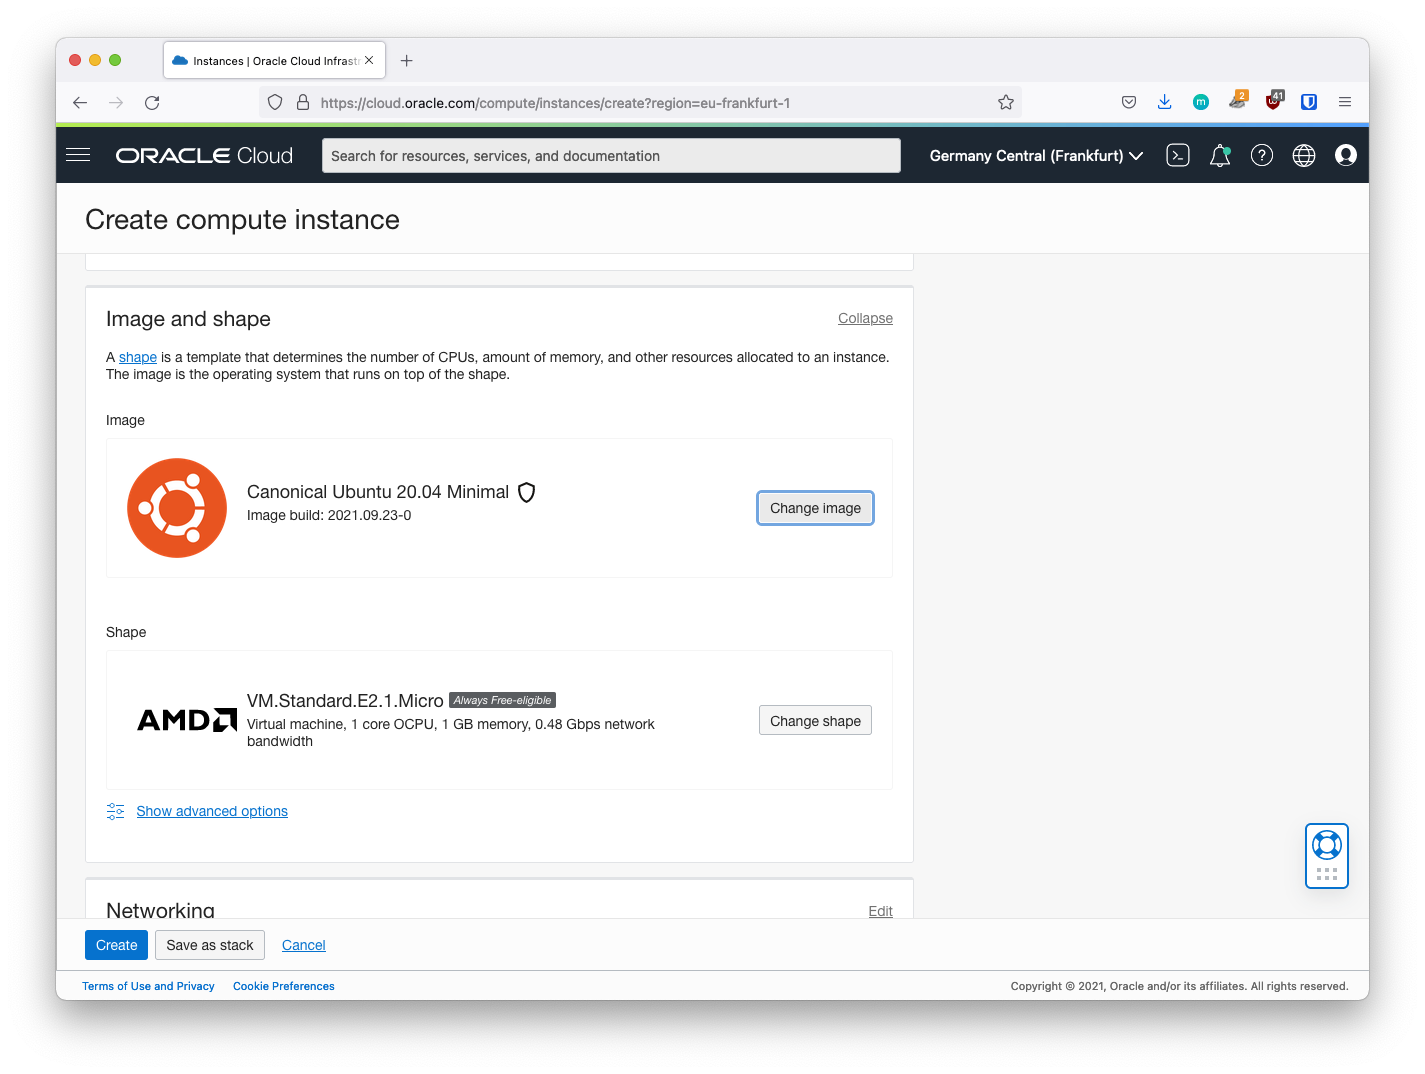 Instances | Oracle Cloud Infrastr
https://cloud.oracle.com/compute/instances/create?region=eu-frankfurt-1
m
2
41
ORACLE Cloud
Search for resources, services, and documentation
Germany Central (Frankfurt)
Create compute instance
Image and shape
Collapse
A shape is a template that determines the number of CPUs, amount of memory, and other resources allocated to an instance.
The image is the operating system that runs on top of the shape.
Image
Canonical Ubuntu 20.04 Minimal
Image build: 2021.09.23-0
Change image
Shape
AMD
VM.Standard.E2.1.Micro Always Free-eligible
Virtual machine, 1 core OCPU, 1 GB memory, 0.48 Gbps network
bandwidth
Change shape
Show advanced options
Networking
Edit
Create
Save as stack
Cancel
Terms of Use and Privacy
Cookie Preferences
Copyright © 2021, Oracle and/or its affiliates. All rights reserved.